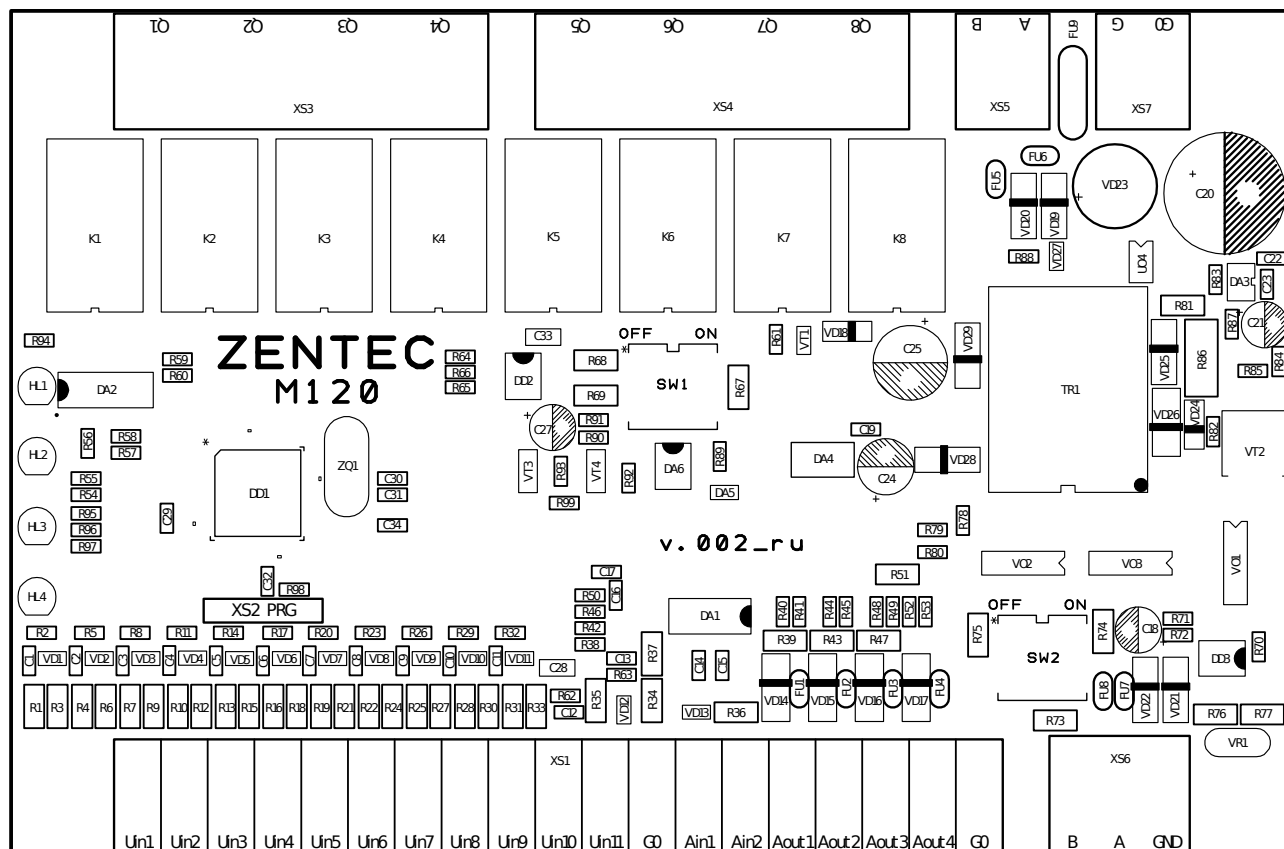 Q1 Q2 Q3 Q4 Q5 Q6 Q7 Q8 B A FU9 G G0
XS3 XS4 XS5 XS7
FU6
FU5 VD23 C20
VD20 VD19
K1 K2 K3 K4 K5 K6 K7 K8
R88 VD27 UD4 C22
R83 DA3 C23
R81
R94 C33 OFF ON R61 VT1 VD18 VD29 R87 C21
ZENTEC
M120
R59 R64 R68 C25 VD25 R86 R84
R60 R66 DD2 SW1 R67 R85
HL1 DA2 R65 R69 TR1
C27 R91 VD26 VD24
R56 R58 R90 C19 R82
R57
HL2 ZQ1 VT3 R93 VT4 DA6 R89 DA4 VD28 VT2
R55 C30 R92 C24
R54 DD1 C31 DA5
R99
R95 C29 R78
HL3 R96 C34 R79
R97 v.002_ru R80
VO2 VO3 VO1
C17 R51
C32 R98 R50 C16
HL4 XS2 PRG R46 DA1 R40 R41 R44 R45 R48 R49 R52 R53 OFF ON
R42 R75 R74 C18 R71
R2 R5 R8 R11 R14 R17 R20 R23 R26 R29 R32 R38 R39 R43 R47 R72
C1 VD1 C2 VD2 C3 VD3 C4 VD4 C5 VD5 C6 VD6 C7 VD7 C8 VD8 C9 VD9 C10 VD10 C11 VD11 C28 C13 R37 C14 C15 SW2 DD3 R70
R63
R62 FU1 FU2 FU3 FU4 FU8 FU7
R1 R3 R4 R6 R7 R9 R10 R12 R13 R15 R16 R18 R19 R21 R22 R24 R25 R27 R28 R30 R31 R33 C12 R35 VD12 R34 VD13 R36 VD14 VD15 VD16 VD17 R73 VD22 VD21 R76 R77
VR1
XS1 XS6
Uin1 Uin2 Uin3 Uin4 Uin5 Uin6 Uin7 Uin8 Uin9 Uin10 Uin11 G0 Ain1 Ain2 Aout1 Aout2 Aout3 Aout4 G0 B A GND